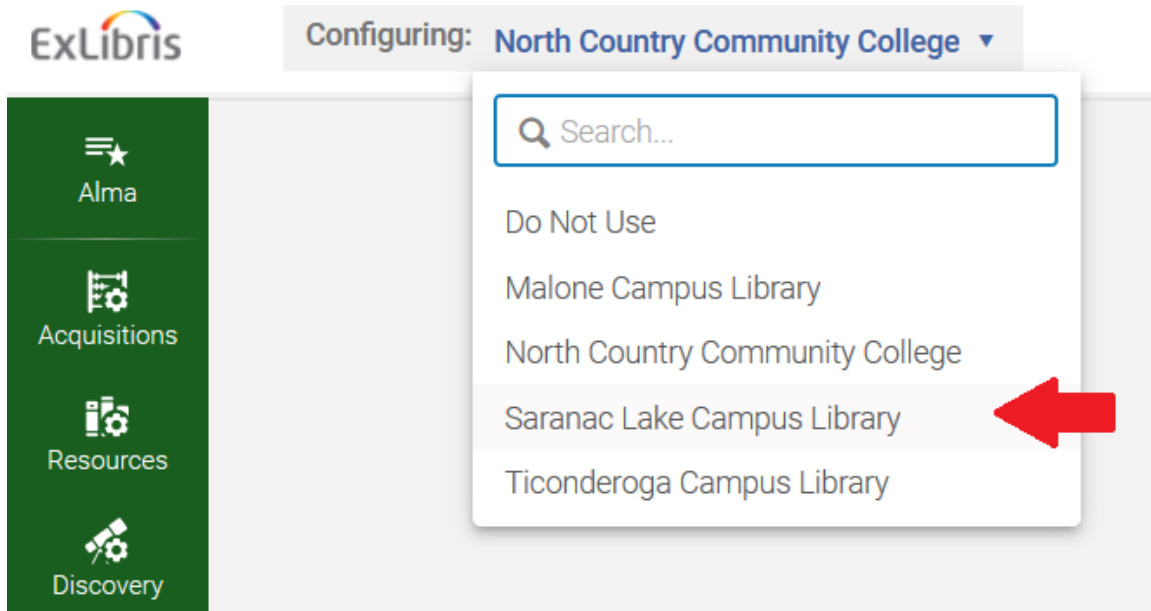 ExLibris
Configuring: North Country Community College
Search...
Alma
Do Not Use
Malone Campus Library
Acquisitions
North Country Community College
Saranac Lake Campus Library
Resources
Ticonderoga Campus Library
Discovery